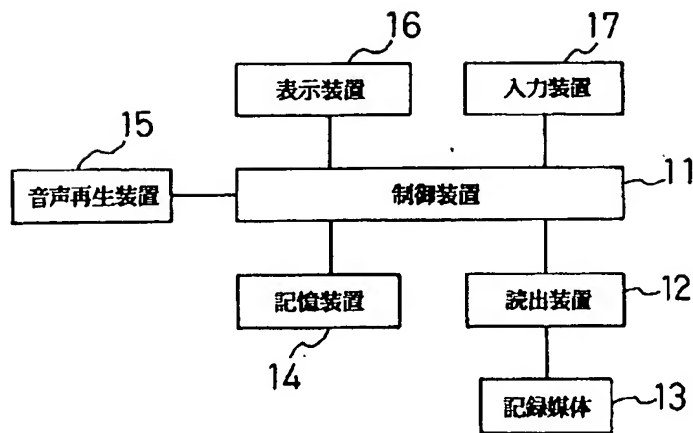 16
17
表示装置
入力装置
15
11
音声再生装置
制御装置
記憶装置
読出装置
12
14
記録媒体
13